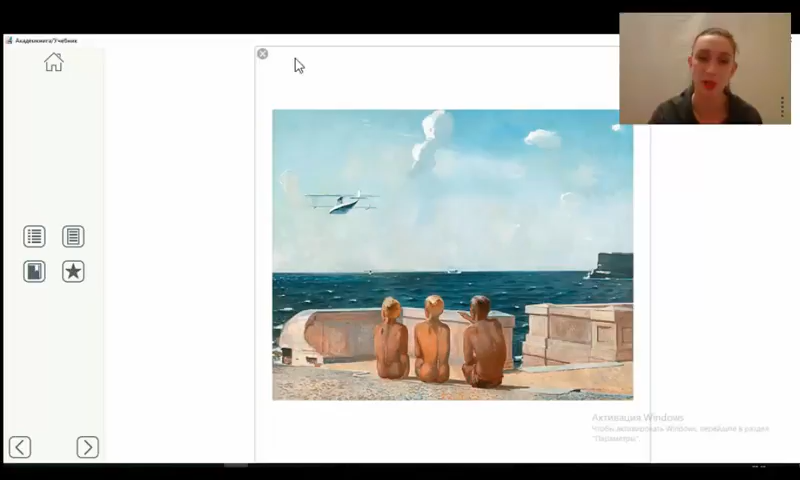 Академкнига/Учебник
Активация Windows
Чтобы активировать Windows, перейдите в раздел
"Параметры".